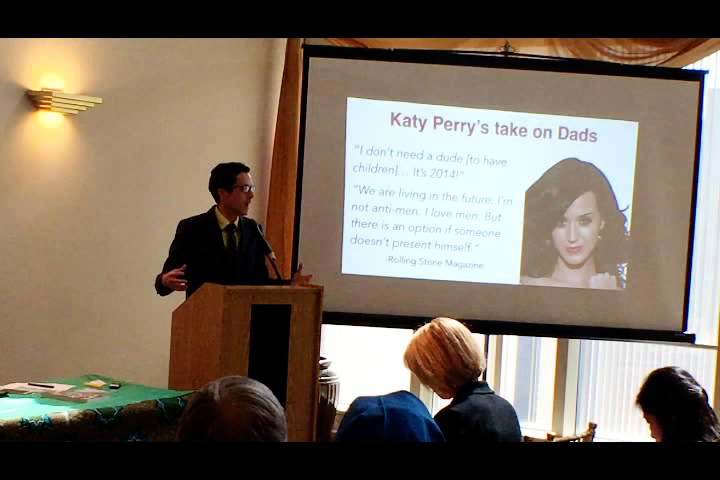 Katy Perry's take on Dads
"I don't need a dude (to have
children)... It's 2014!"
"We are living in the future. I'm
not anti-men. I love men. But
there is an option if someone
doesn't present himself."
-Rolling Stone Magazine